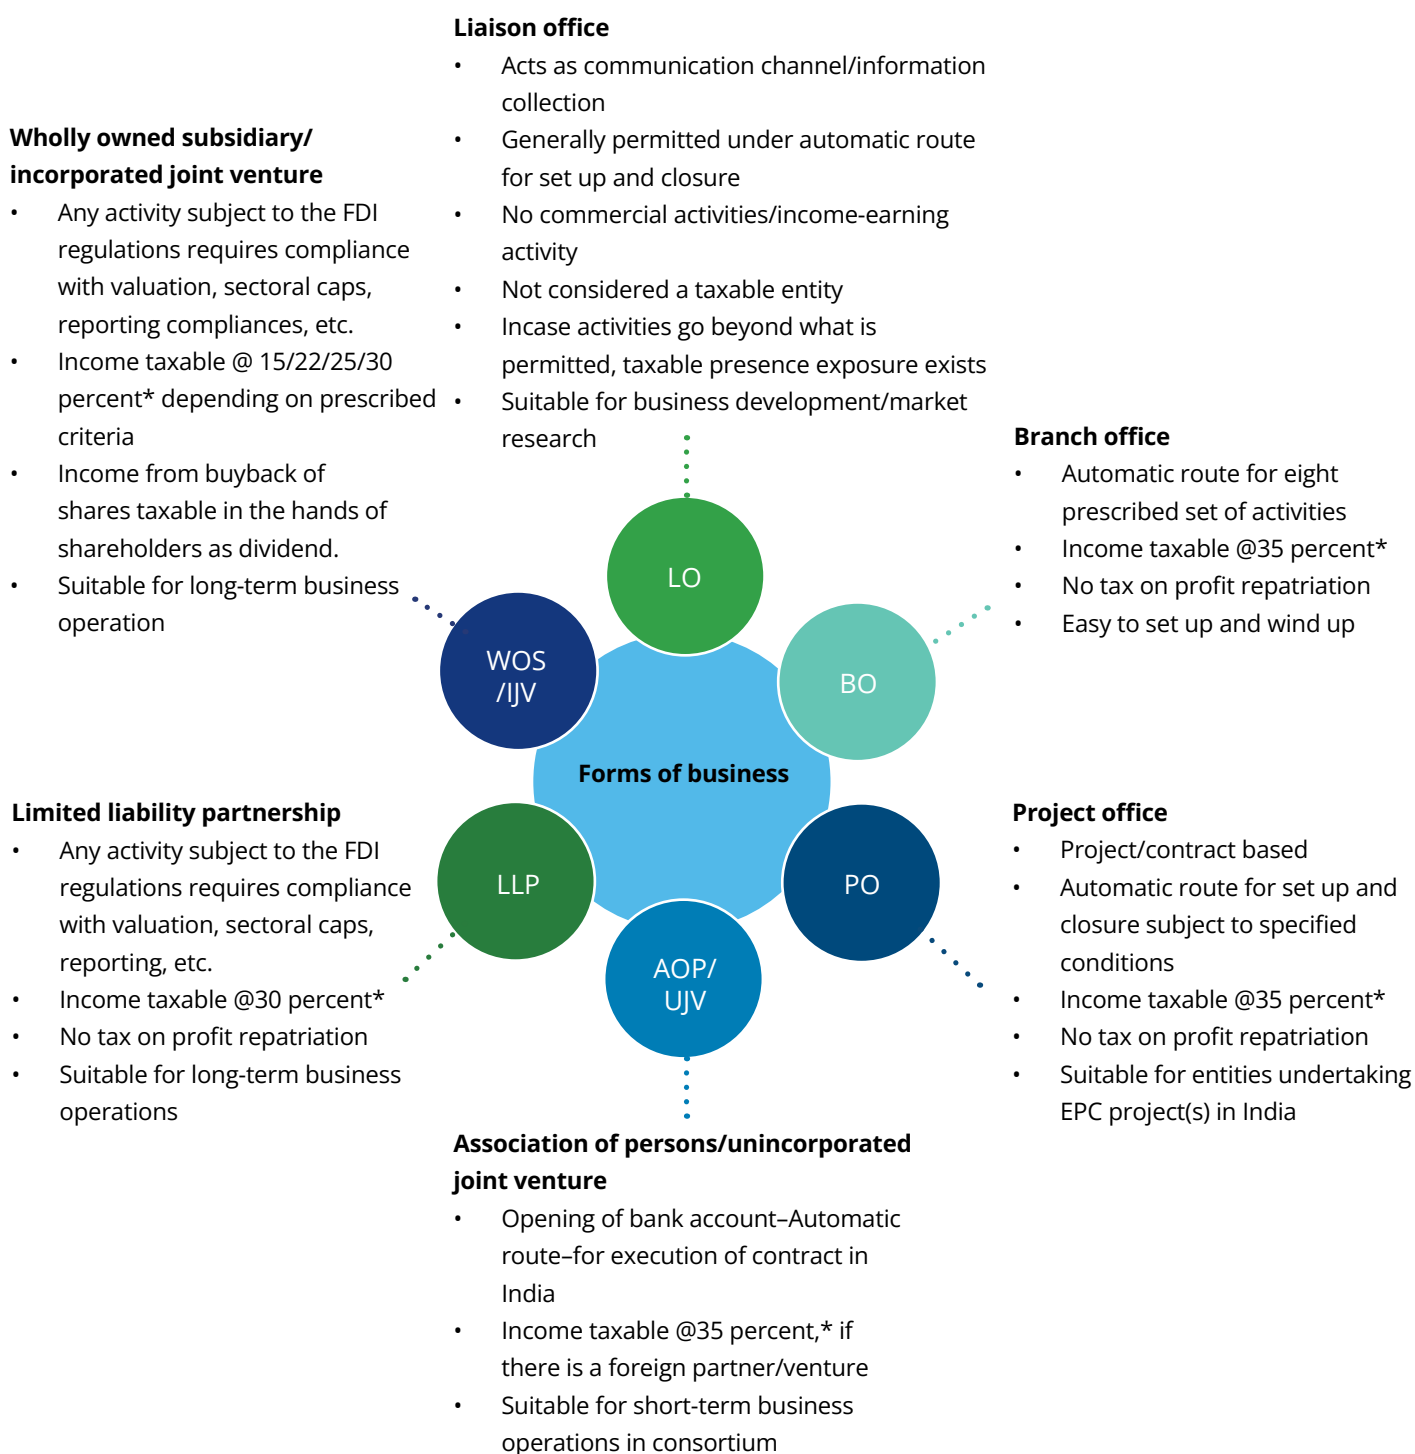 Liaison office
• Acts as communication channel/information
collection
• Generally permitted under automatic route
for set up and closure
• No commercial activities/income-earning
activity
• Not considered a taxable entity
• Incase activities go beyond what is
permitted, taxable presence exposure exists
• Suitable for business development/market
research
Wholly owned subsidiary/
incorporated joint venture
• Any activity subject to the FDI
regulations requires compliance
with valuation, sectoral caps,
reporting compliances, etc.
• Income taxable @ 15/22/25/30
percent* depending on prescribed
criteria
• Income from buyback of
shares taxable in the hands of
shareholders as dividend.
• Suitable for long-term business
operation
Branch office
• Automatic route for eight
prescribed set of activities
• Income taxable @35 percent*
• No tax on profit repatriation
• Easy to set up and wind up
LO
WOS
/IJV
BO
Forms of business
LLP
PO
AOP/
UJV
Limited liability partnership
• Any activity subject to the FDI
regulations requires compliance
with valuation, sectoral caps,
reporting, etc.
• Income taxable @30 percent*
• No tax on profit repatriation
• Suitable for long-term business
operations
Project office
• Project/contract based
• Automatic route for set up and
closure subject to specified
conditions
• Income taxable @35 percent*
• No tax on profit repatriation
• Suitable for entities undertaking
EPC project(s) in India
Association of persons/unincorporated
joint venture
• Opening of bank account–Automatic
route–for execution of contract in
India
• Income taxable @35 percent,* if
there is a foreign partner/venture
• Suitable for short-term business
operations in consortium